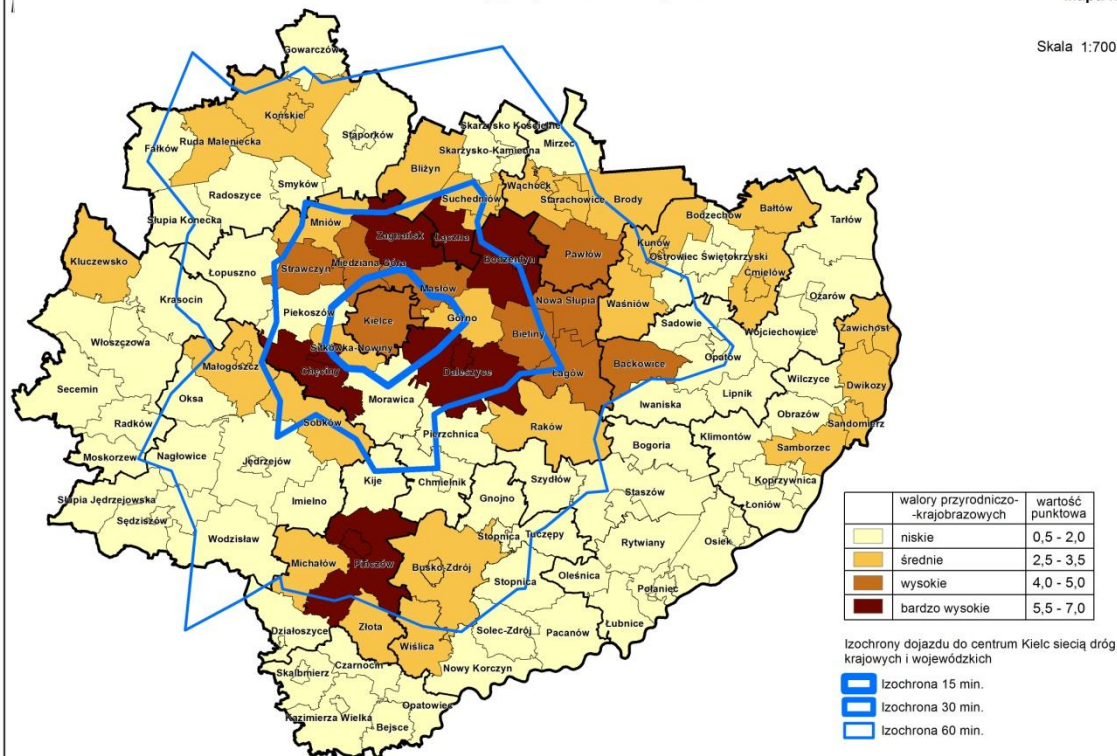 Skala 1:700
Gowarczów
Końskie
Ruda Maleniecka
Fałków
Stąporków
Skarżysko Kościelne
Skarżysko-Kamienna
Mirzec
Radoszyce
Smyków
Bliżyn
Wąchock
Suchedniów
Starachowice
Brody
Bodzechów
Bałtów
Tarłów
Słupia Konecka
Mniów
Zagnańsk
Łączna
Kluczewsko
Bodzentyn
Pawłów
Kunów
Ostrowiec Świętokrzyski
Ćmielów
Łopuszno
Strawczyn
Miedziana Góra
Masłów
Nowa Słupia
Waśniów
Ożarów
Krasocin
Piekoszów
Kielce
Górno
Bieliny
Sadowie
Wojciechowice
Zawichost
Włoszczowa
Małogoszcz
Sitkówka-Nowiny
Chęciny
Daleszyce
Łagów
Baćkowice
Opatów
Secemin
Oksa
Morawica
Iwaniska
Lipnik
Wilczyce
Dwikozy
Radków
Sobków
Pierzchnica
Raków
Obrazów
Sandomierz
Moskorzew
Nagłowice
Jędrzejów
Bogoria
Klimontów
Samborzec
Kije
Chmielnik
Szydłów
Koprzywnica
Słupia Jędrzejowska
Imielno
Gnojno
Staszów
Łoniów
Sędziszów
Wodzisław
Stopnica
Tuczępy
Rytwiany
Osiek
Michałów
Pińczów
Busko-Zdrój
Oleśnica
Stopnica
Połaniec
Działoszyce
Złota
Wiślica
Solec-Zdrój
Pacanów
Łubnice
Skalbmierz
Czarnocin
Nowy Korczyn
Kazimierza Wielka
Opatowiec
Bejsce
walory przyrodniczo-
-krajobrazowych
wartość
punktowa
niskie 0,5 - 2,0
średnie 2,5 - 3,5
wysokie 4,0 - 5,0
bardzo wysokie 5,5 - 7,0
Izochrony dojazdu do centrum Kielc siecią dróg
krajowych i wojewódzkich
Izochrona 15 min.
Izochrona 30 min.
Izochrona 60 min.